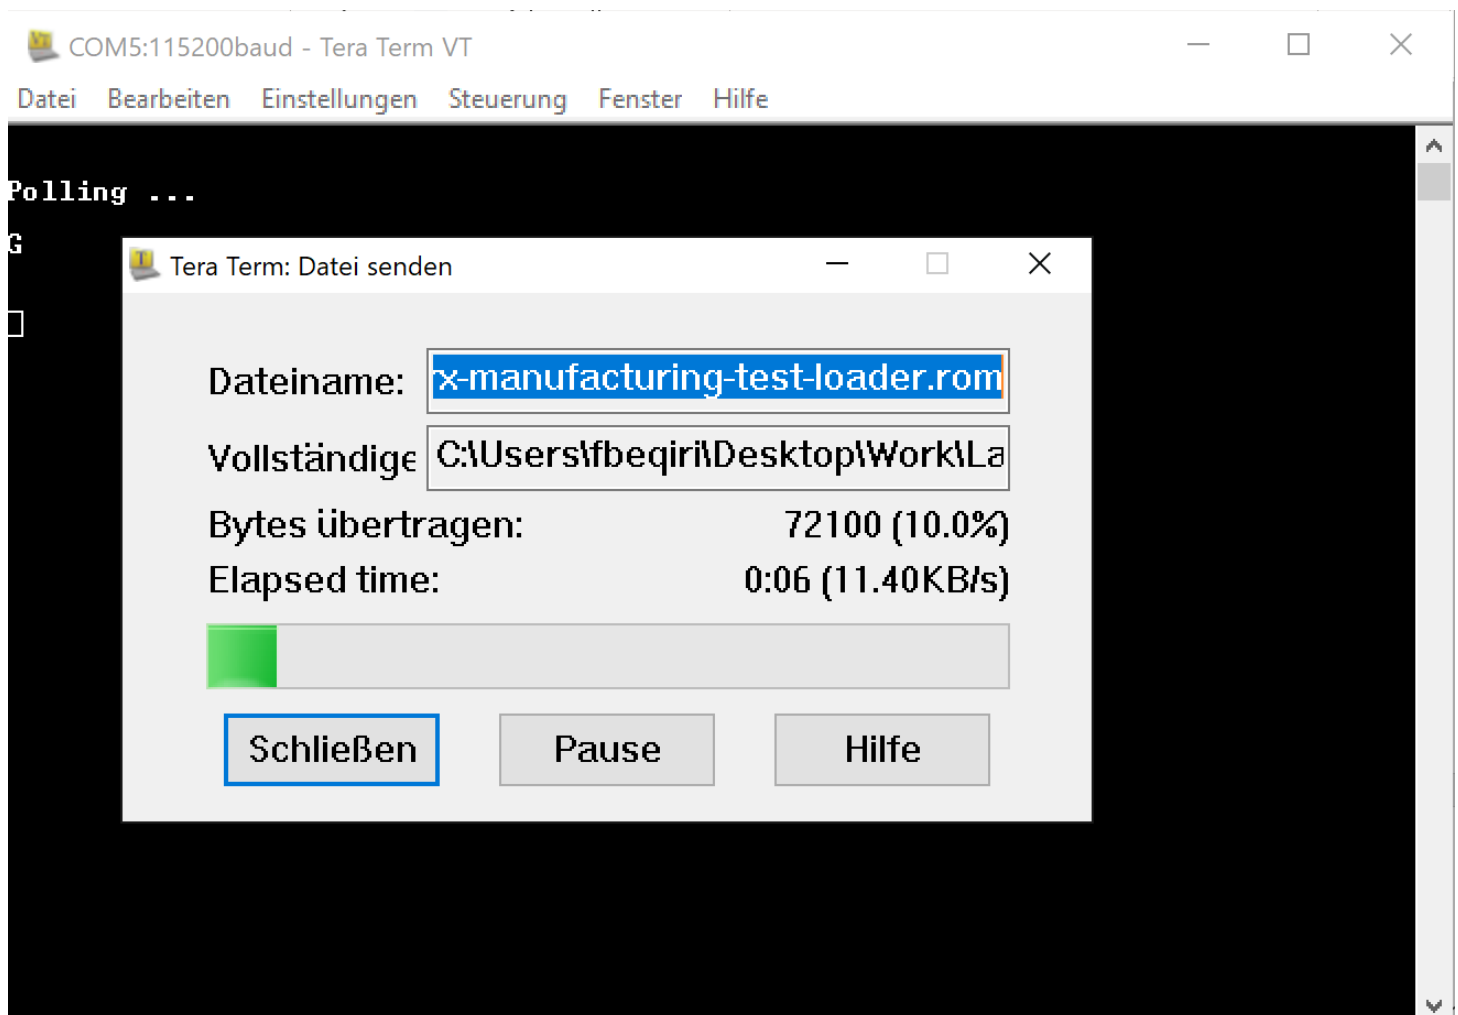 COM5:115200baud - Tera Term VT
Datei Bearbeiten Einstellungen Steuerung Fenster Hilfe
Polling ...
G
Tera Term: Datei senden
Dateiname: rx-manufacturing-test-loader.rom
Vollständige C:\Users\fbeqiri\Desktop\Work\La
Bytes übertragen: 72100 (10.0%)
Elapsed time: 0:06 (11.40KB/s)
Schließen Pause Hilfe